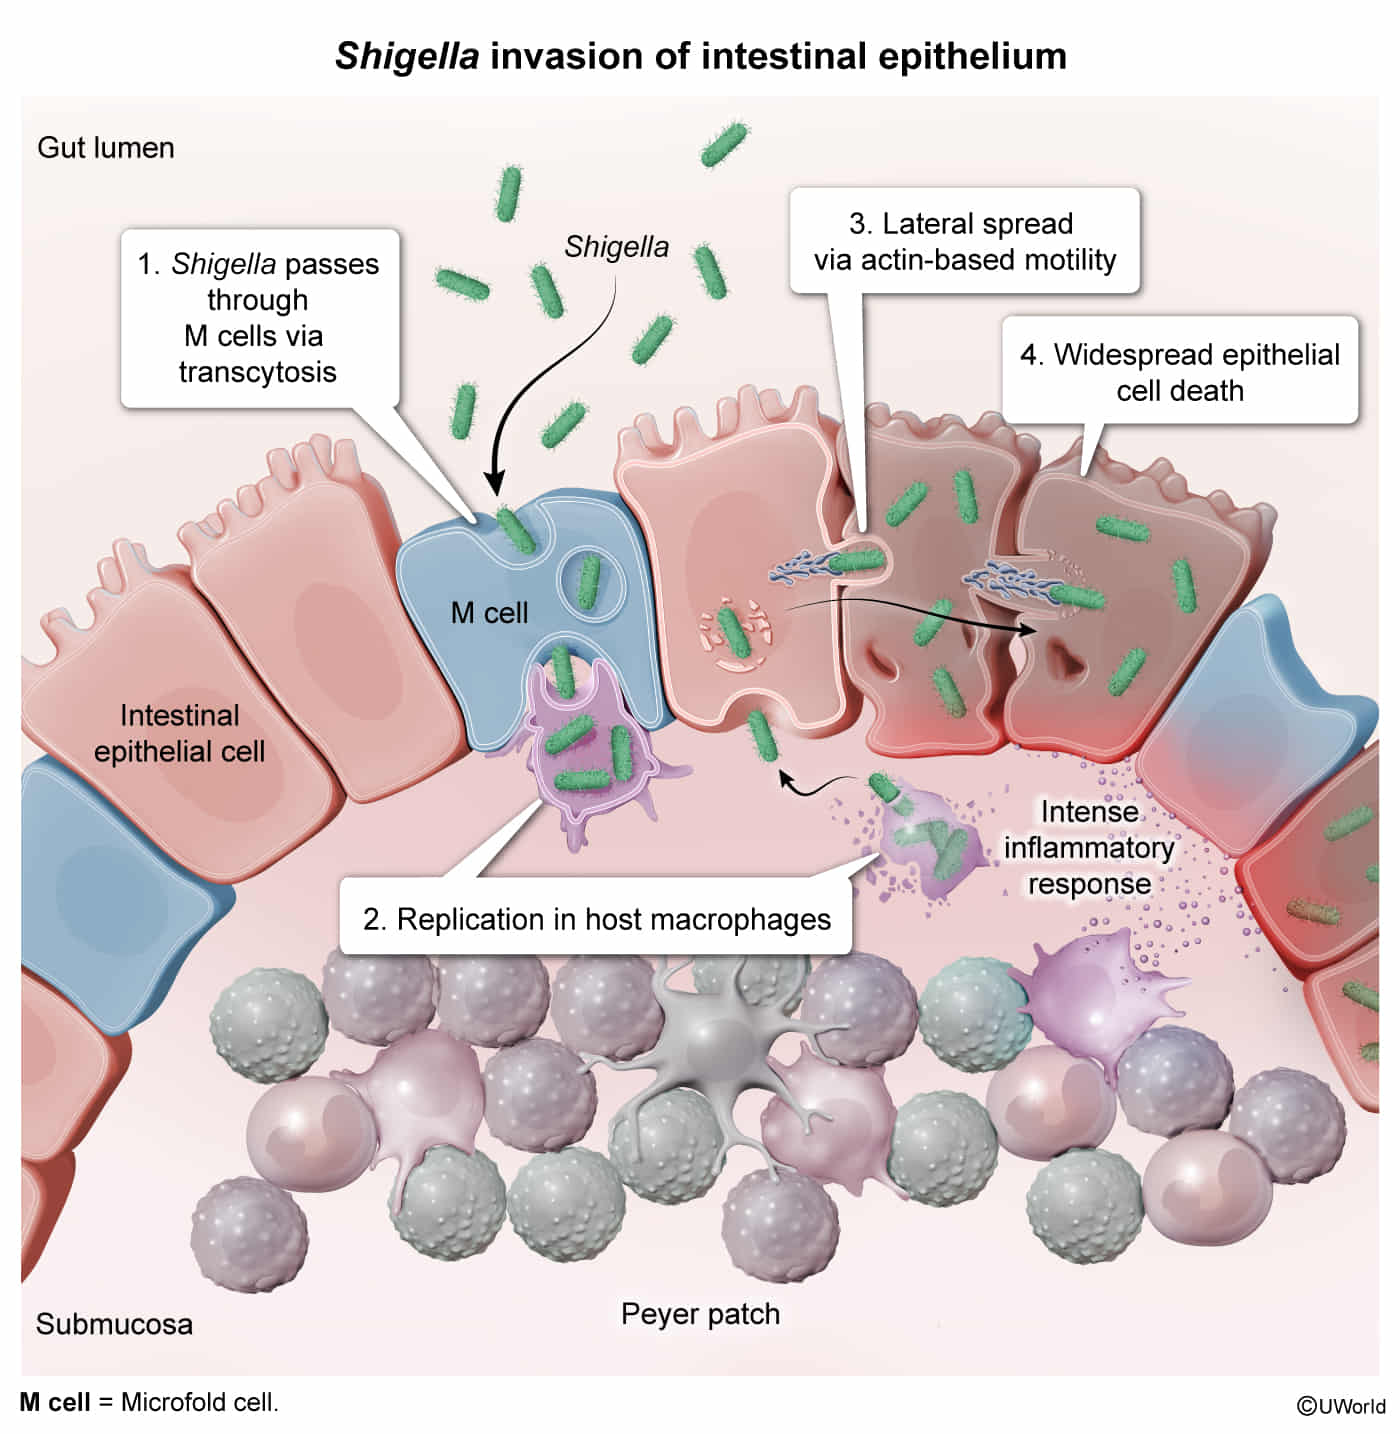 Shigella invasion of intestinal epithelium
Gut lumen
Shigella
1. Shigella passes
through
M cells via
transcytosis
3. Lateral spread
via actin-based motility
4. Widespread epithelial
cell death
M cell
Intestinal
epithelial cell
Intense
inflammatory
response
2. Replication in host macrophages
Peyer patch
Submucosa
M cell = Microfold cell.
©UWorld